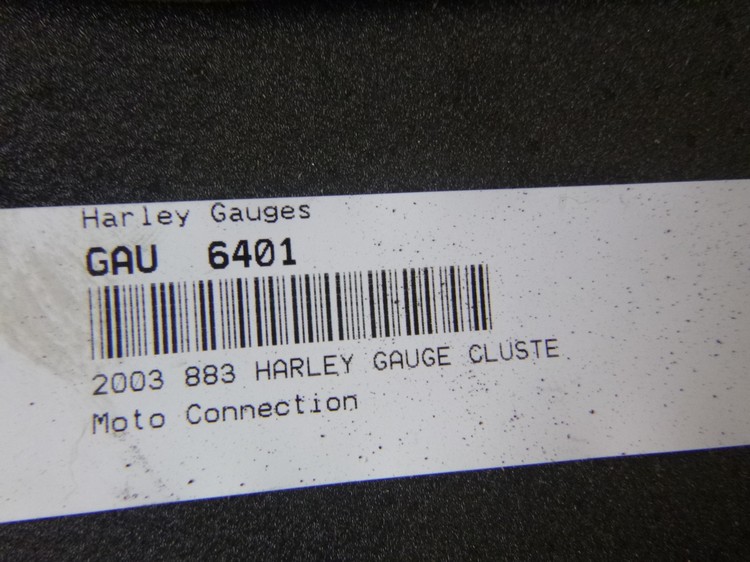 Harley Gauges
GAU 6401
2003 883 HARLEY GAUGE CLUSTE
Moto Connection